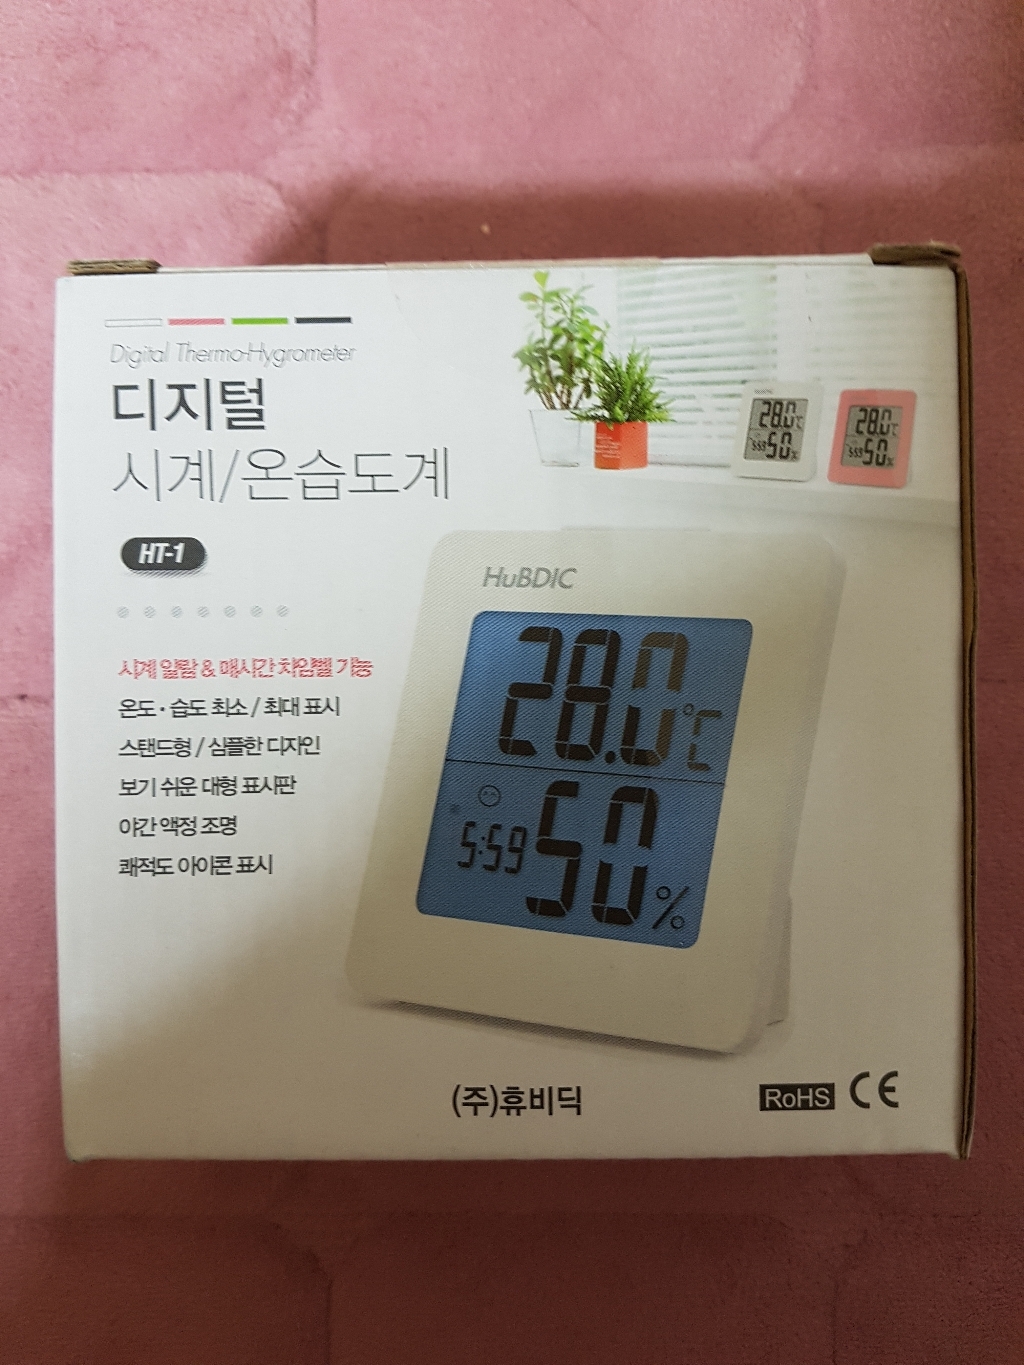 Digital Thermo-Hygrometer
디지털
시계/온습도계
HT-1
시계 알람 & 매시간 차임벨 기능
온도 · 습도 최소 / 최대 표시
스탠드형 / 심플한 디자인
보기 쉬운 대형 표시판
야간 액정 조명
쾌적도 아이콘 표시
28.0℃
5:59 50%
28.0℃
5:59 50%
HuBDIC
28.0℃
5:59 50%
(주)휴비딕
RoHS CE